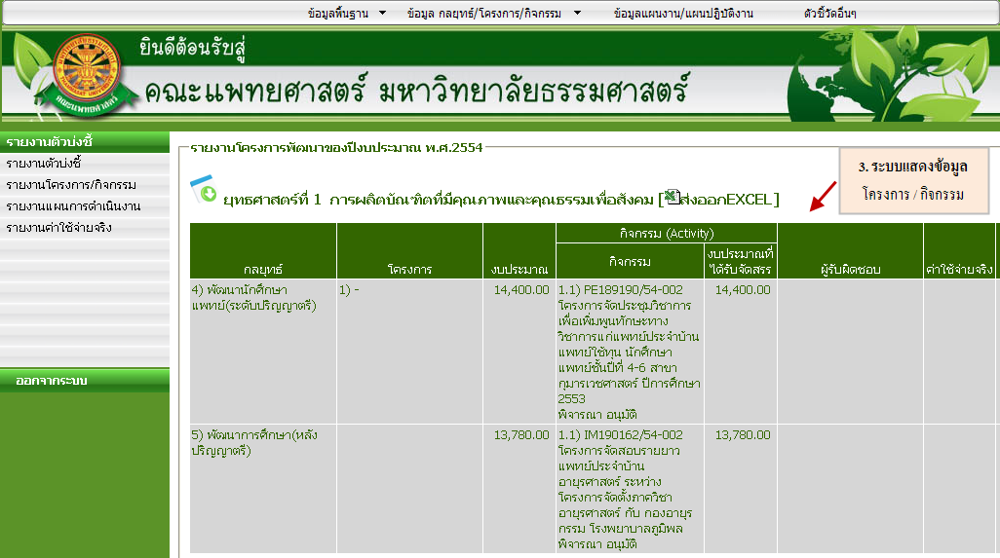 ข้อมูลพื้นฐาน ข้อมูล กลยุทธ์/โครงการ/กิจกรรม ข้อมูลแผนงาน/แผนปฏิบัติงาน ตัวชี้วัดอื่นๆ
ยินดีต้อนรับสู่
คณะแพทยศาสตร์ มหาวิทยาลัยธรรมศาสตร์
รายงานตัวบ่งชี้
รายงานตัวบ่งชี้
รายงานโครงการ/กิจกรรม
รายงานแผนการดำเนินงาน
รายงานค่าใช้จ่ายจริง
ออกจากระบบ
รายงานโครงการพัฒนาของปีงบประมาณ พ.ศ.2554
3. ระบบแสดงข้อมูล
โครงการ / กิจกรรม
ยุทธศาสตร์ที่ 1 การผลิตบัณฑิตที่มีคุณภาพและคุณธรรมเพื่อสังคม [ส่งออกEXCEL]
กิจกรรม (Activity)
กลยุทธ์ โครงการ งบประมาณ กิจกรรม งบประมาณที่
ได้รับจัดสรร ผู้รับผิดชอบ ค่าใช้จ่ายจริง
4) พัฒนานักศึกษา
แพทย์(ระดับปริญญาตรี)
1) -
14,400.00
1.1) PE189190/54-002
โครงการจัดประชุมวิชาการ
เพื่อเพิ่มพูนทักษะทาง
วิชาการแก่แพทย์ประจำบ้าน
แพทย์ใช้ทุน นักศึกษา
แพทย์ชั้นปีที่ 4-6 สาขา
กุมารเวชศาสตร์ ปีการศึกษา
2553
พิจารณา อนุมัติ
14,400.00
5) พัฒนาการศึกษา(หลัง
ปริญญาตรี)
13,780.00
1.1) IM190162/54-002
โครงการจัดสอบรายยาว
แพทย์ประจำบ้าน
อายุรศาสตร์ ระหว่าง
โครงการจัดตั้งภาควิชา
อายุรศาสตร์ กับ กองอายุร
กรรม โรงพยาบาลภูมิพล
พิจารณา อนุมัติ
13,780.00